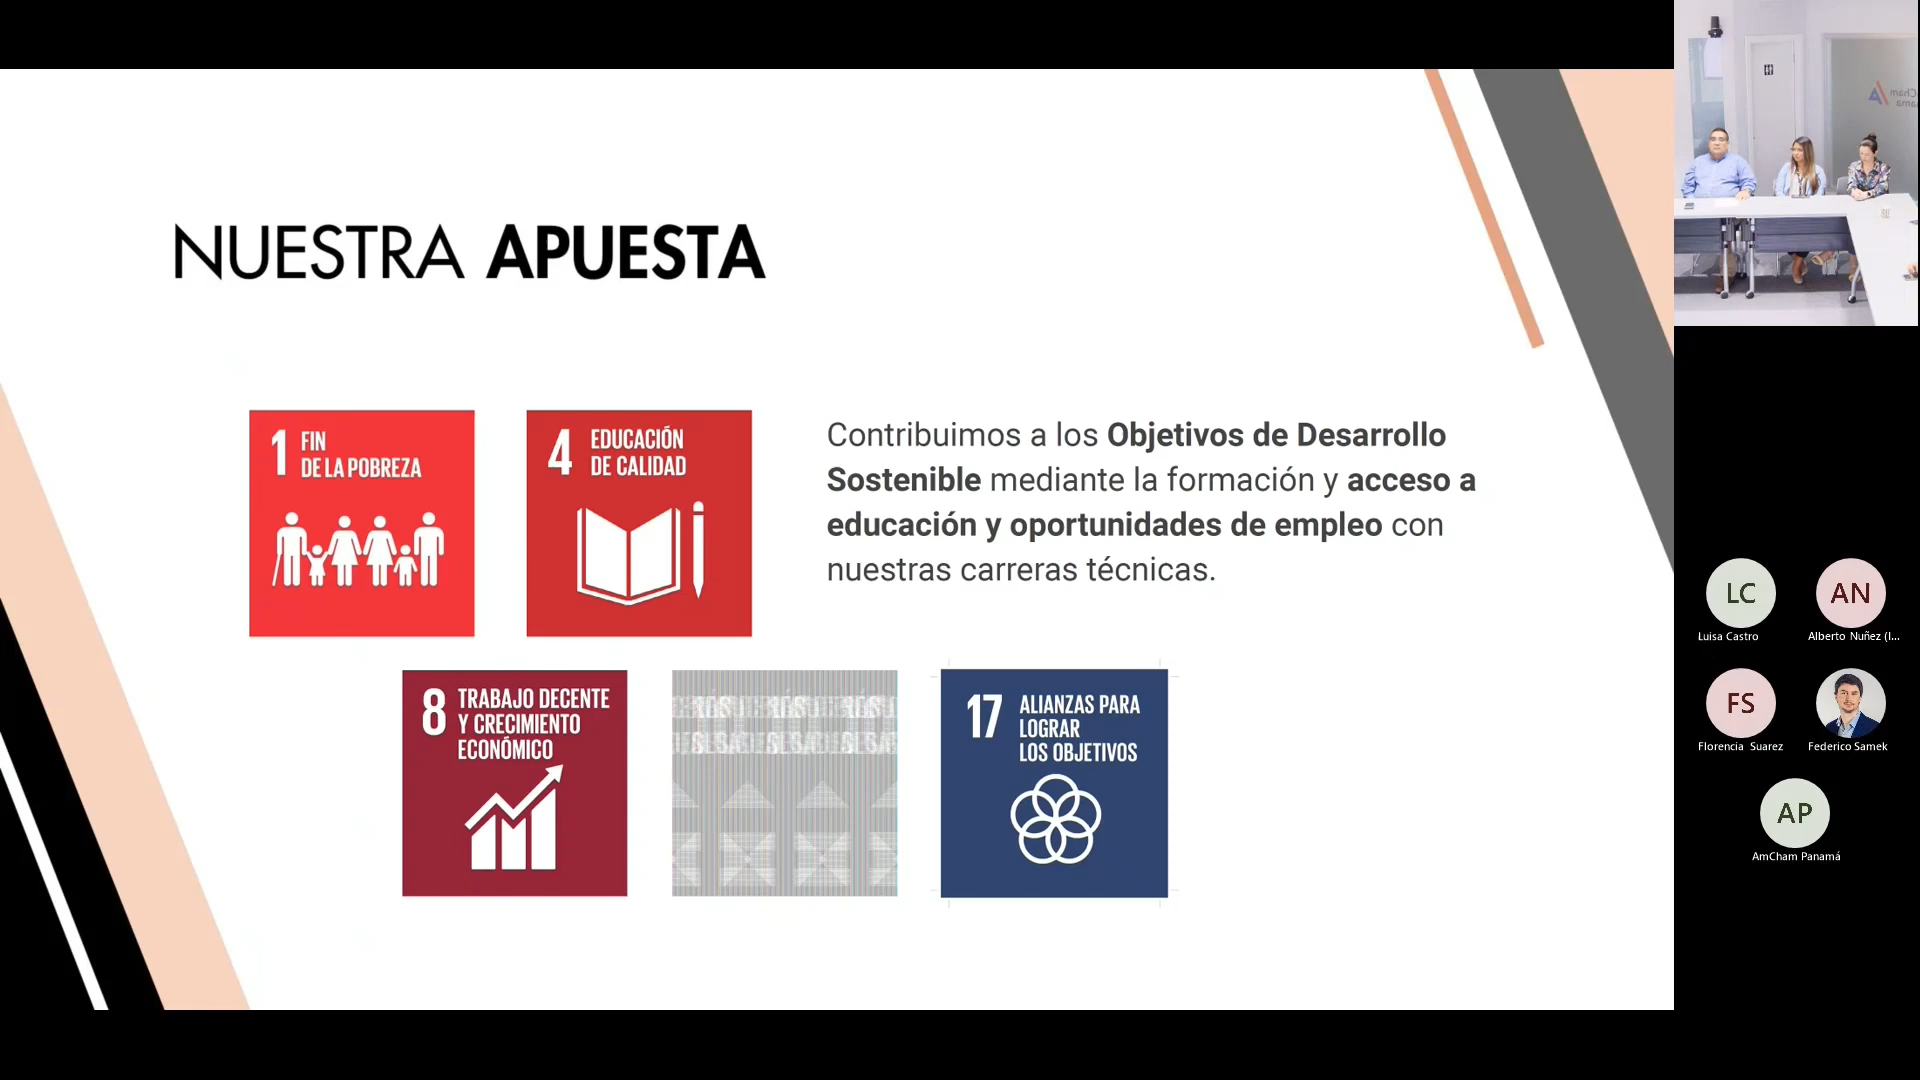 NUESTRA APUESTA
1 FIN
DE LA POBREZA
4 EDUCACIÓN
DE CALIDAD
Contribuimos a los Objetivos de Desarrollo
Sostenible mediante la formación y acceso a
educación y oportunidades de empleo con
nuestras carreras técnicas.
8 TRABAJO DECENTE
Y CRECIMIENTO
ECONÓMICO
17 ALIANZAS PARA
LOGRAR
LOS OBJETIVOS
LC
Luisa Castro
AN
Alberto Nuñez (I...
FS
Florencia Suarez
Federico Samek
AP
AmCham Panamá